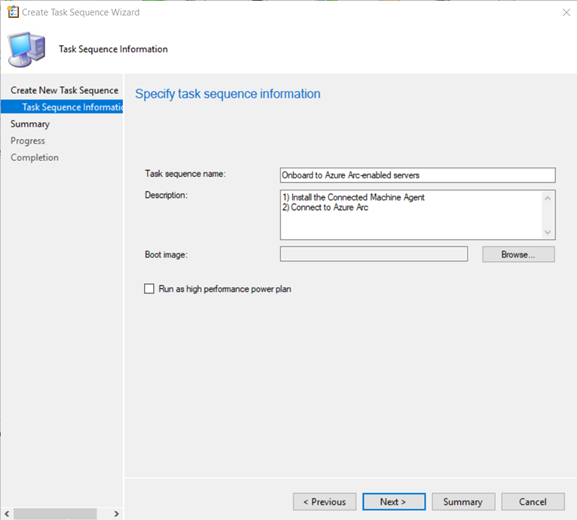 Create Task Sequence Wizard
Task Sequence Information
Create New Task Sequence
Task Sequence Informatic
Summary
Progress
Completion
Specify task sequence information
Task sequence name:
Onboard to Azure Arc-enabled servers
Description:
1) Install the Connected Machine Agent
2) Connect to Azure Arc
Boot image:
Browse...
Run as high performance power plan
< Previous
Next >
Summary
Cancel